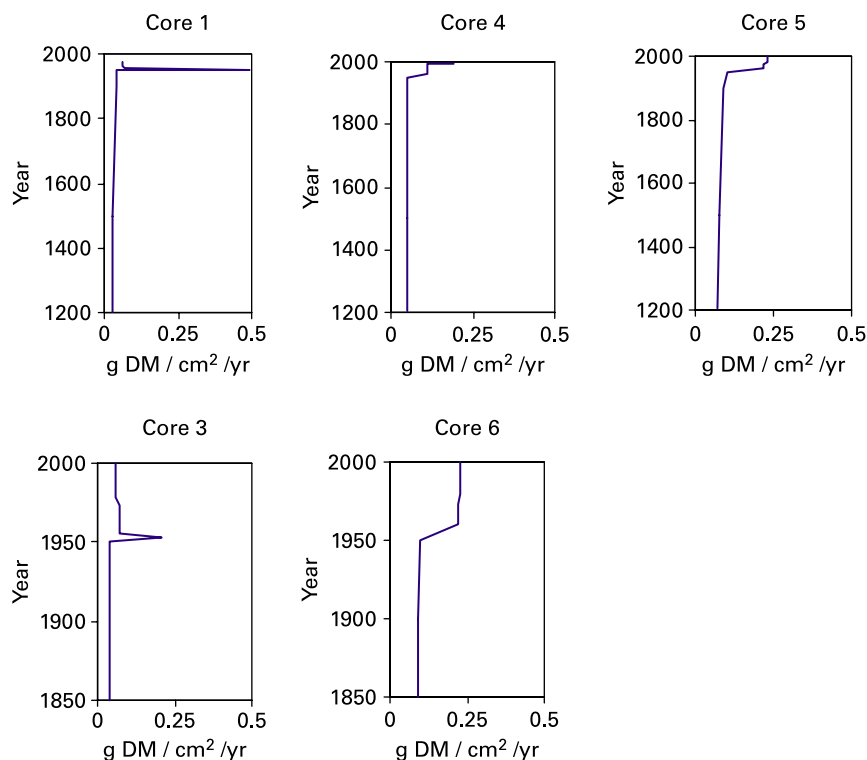 Core 1
2000
1800
1600
1400
1200
Year
0 0.25 0.5
g DM / cm² /yr
Core 4
2000
1800
1600
1400
1200
Year
0 0.25 0.5
g DM / cm² /yr
Core 5
2000
1800
1600
1400
1200
Year
0 0.25 0.5
g DM / cm² /yr
Core 3
2000
1950
1900
1850
Year
0 0.25 0.5
g DM / cm² /yr
Core 6
2000
1950
1900
1850
Year
0 0.25 0.5
g DM / cm² /yr